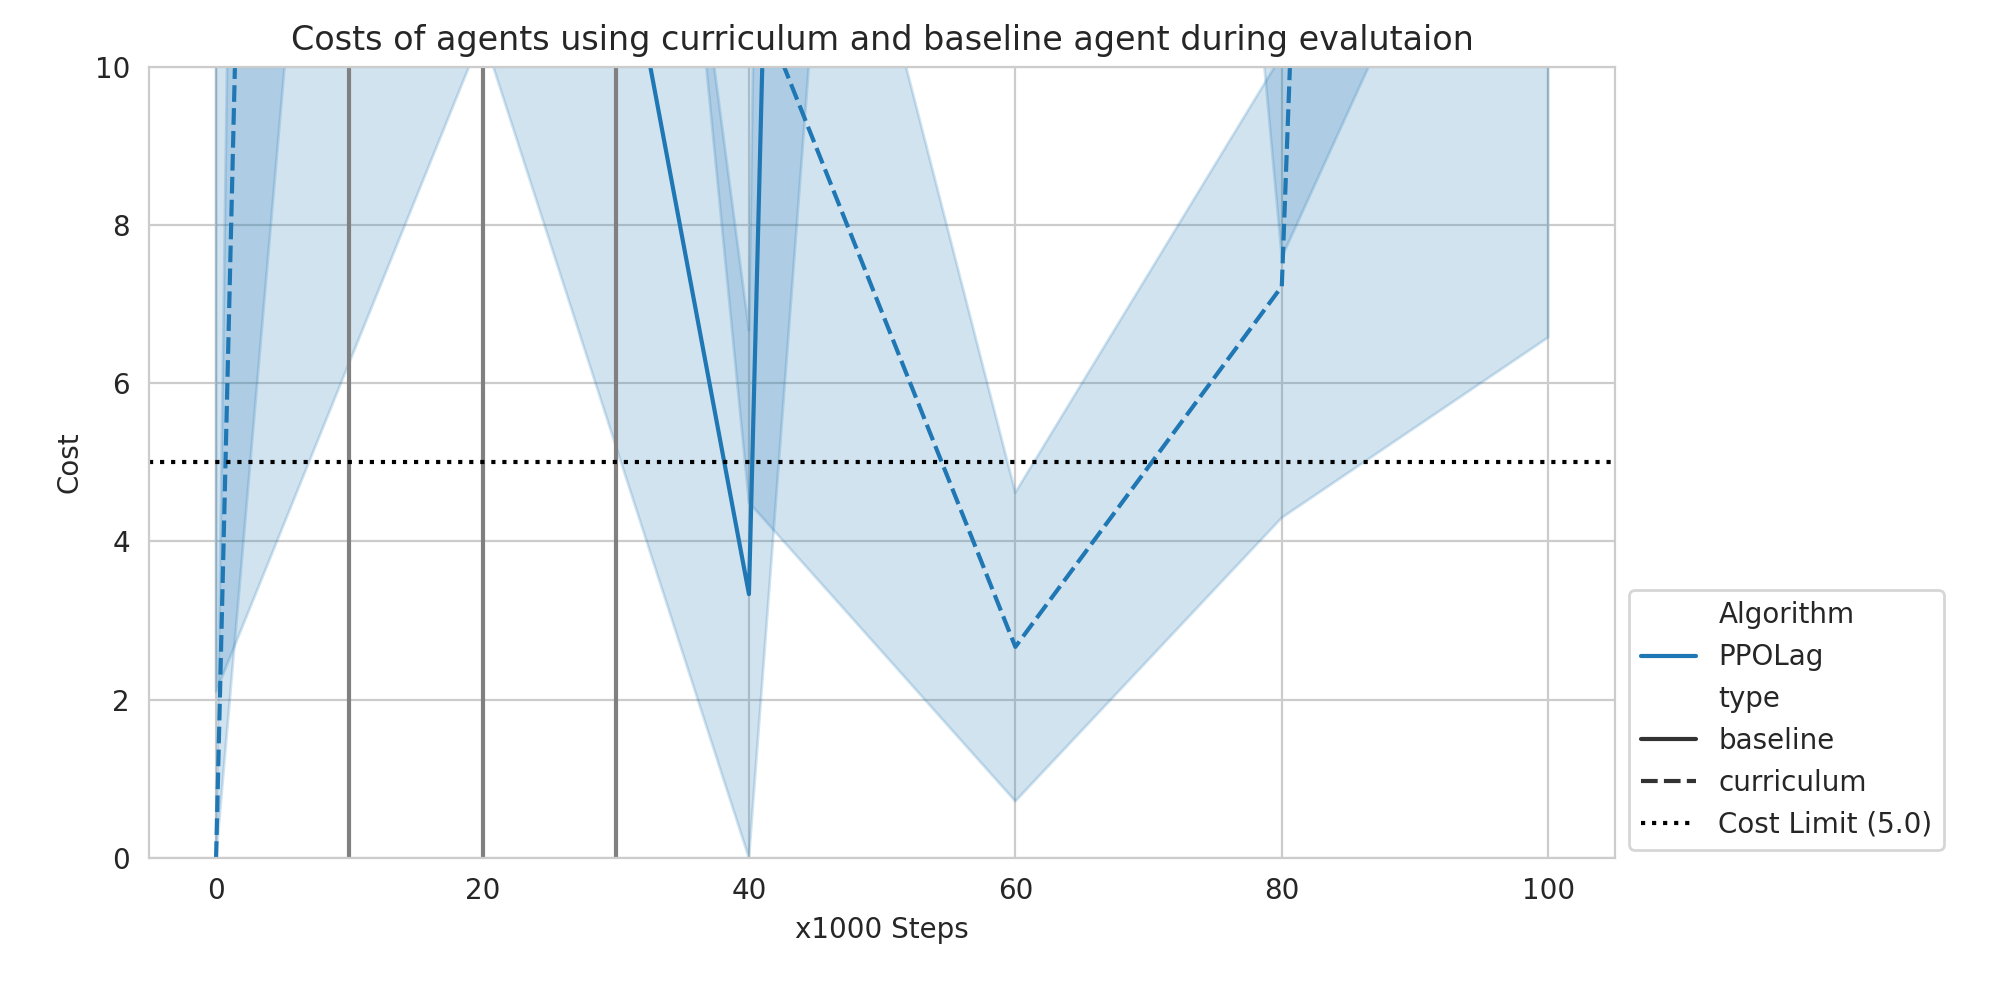 Costs of agents using curriculum and baseline agent during evalutaion
10
8
6
4
2
0
Cost
0 20 40 60 80 100
x1000 Steps
Algorithm
PPOLag
type
baseline
curriculum
Cost Limit (5.0)